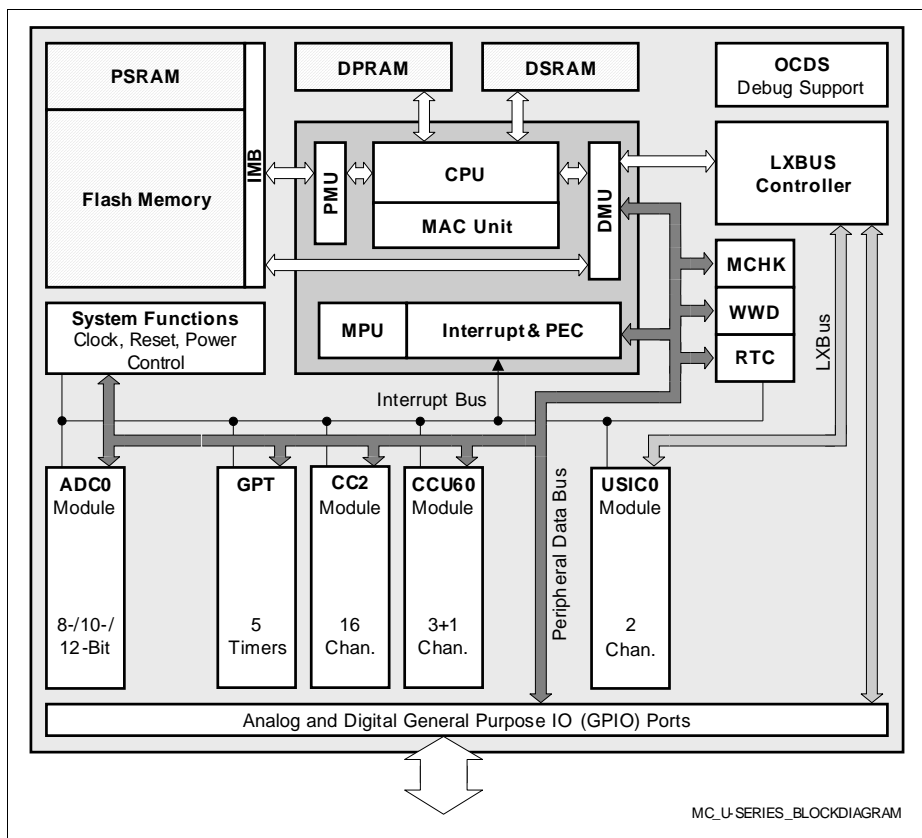 PSRAM
Flash Memory
IMB
DPRAM
DSRAM
OCDS
Debug Support
PMU
CPU
MAC Unit
DMU
LXBUS
Controller
MPU
Interrupt & PEC
MCHK
WWD
RTC
LXBus
System Functions
Clock, Reset, Power
Control
Interrupt Bus
ADC0
Module
8-/10-/
12-Bit
GPT
5
Timers
CC2
Module
16
Chan.
CCU60
Module
3+1
Chan.
Peripheral Data Bus
USIC0
Module
2
Chan.
Analog and Digital General Purpose IO (GPIO) Ports
MC_U-SERIES_BLOCKDIAGRAM